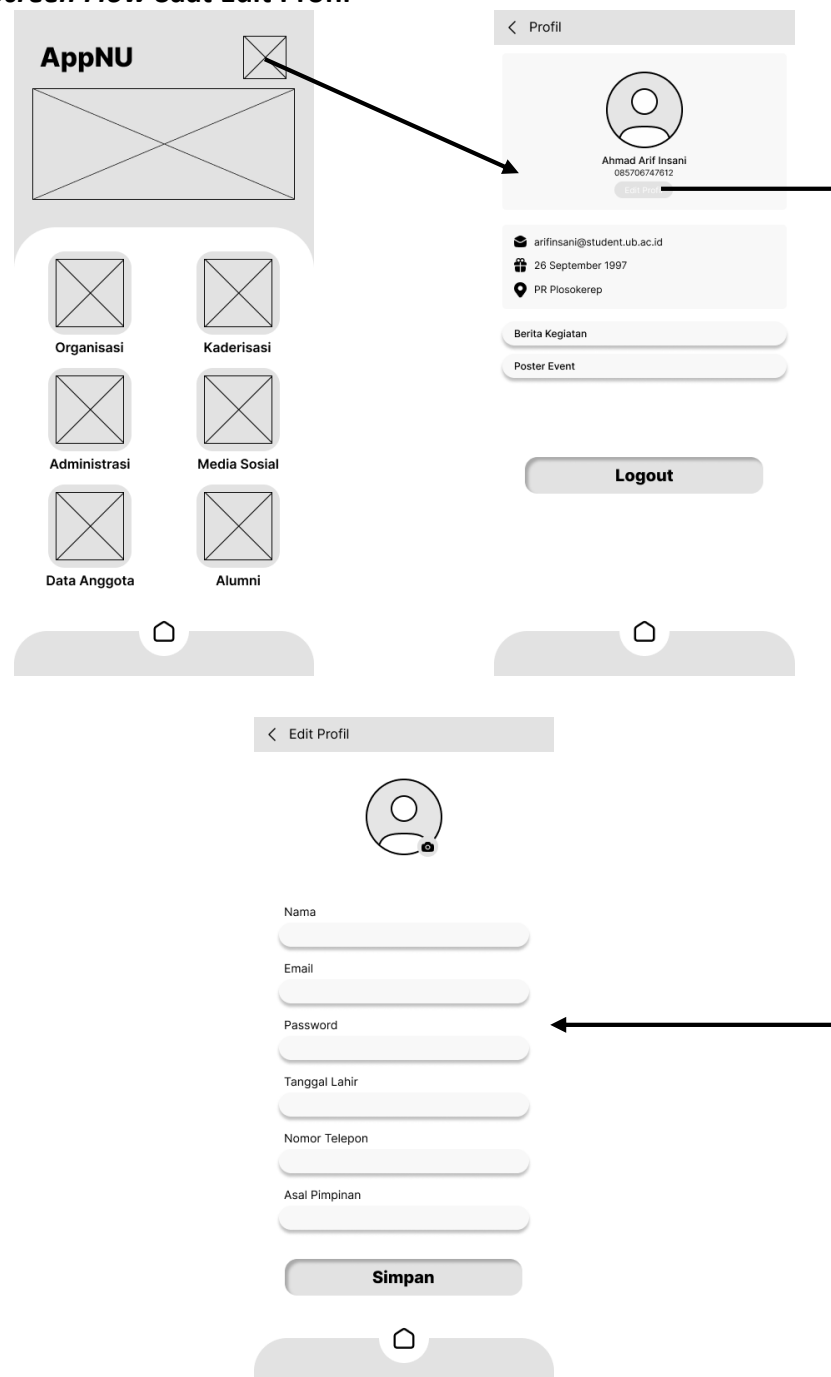 Screen Flow Saat Edit Profil
AppNU
Organisasi
Kaderisasi
Administrasi
Media Sosial
Data Anggota
Alumni
Profil
Ahmad Arif Insani
085706747612
Edit Profil
arifinsani@student.ub.ac.id
26 September 1997
PR Plosokerep
Berita Kegiatan
Poster Event
Logout
Edit Profil
Nama
Email
Password
Tanggal Lahir
Nomor Telepon
Asal Pimpinan
Simpan